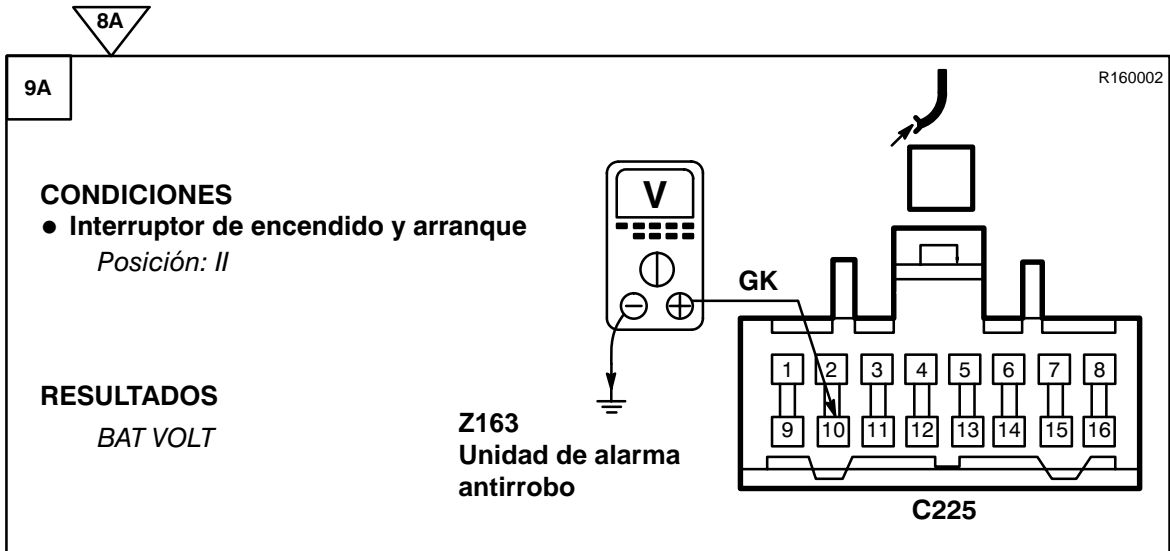 8A
9A
R160002
CONDICIONES
● Interruptor de encendido y arranque
Posición: II
V
GK
RESULTADOS
BAT VOLT
Z163
Unidad de alarma
antirrobo
1 2 3 4 5 6 7 8
9 10 11 12 13 14 15 16
C225